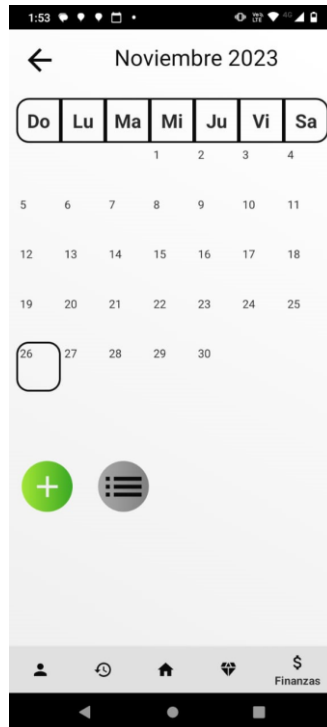 1:53 VoLTE 4G
Noviembre 2023
Do Lu Ma Mi Ju Vi Sa
1 2 3 4
5 6 7 8 9 10 11
12 13 14 15 16 17 18
19 20 21 22 23 24 25
26 27 28 29 30
$
Finanzas